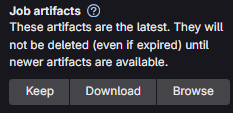 Job artifacts ?
These artifacts are the latest. They will
not be deleted (even if expired) until
newer artifacts are available.
Keep Download Browse